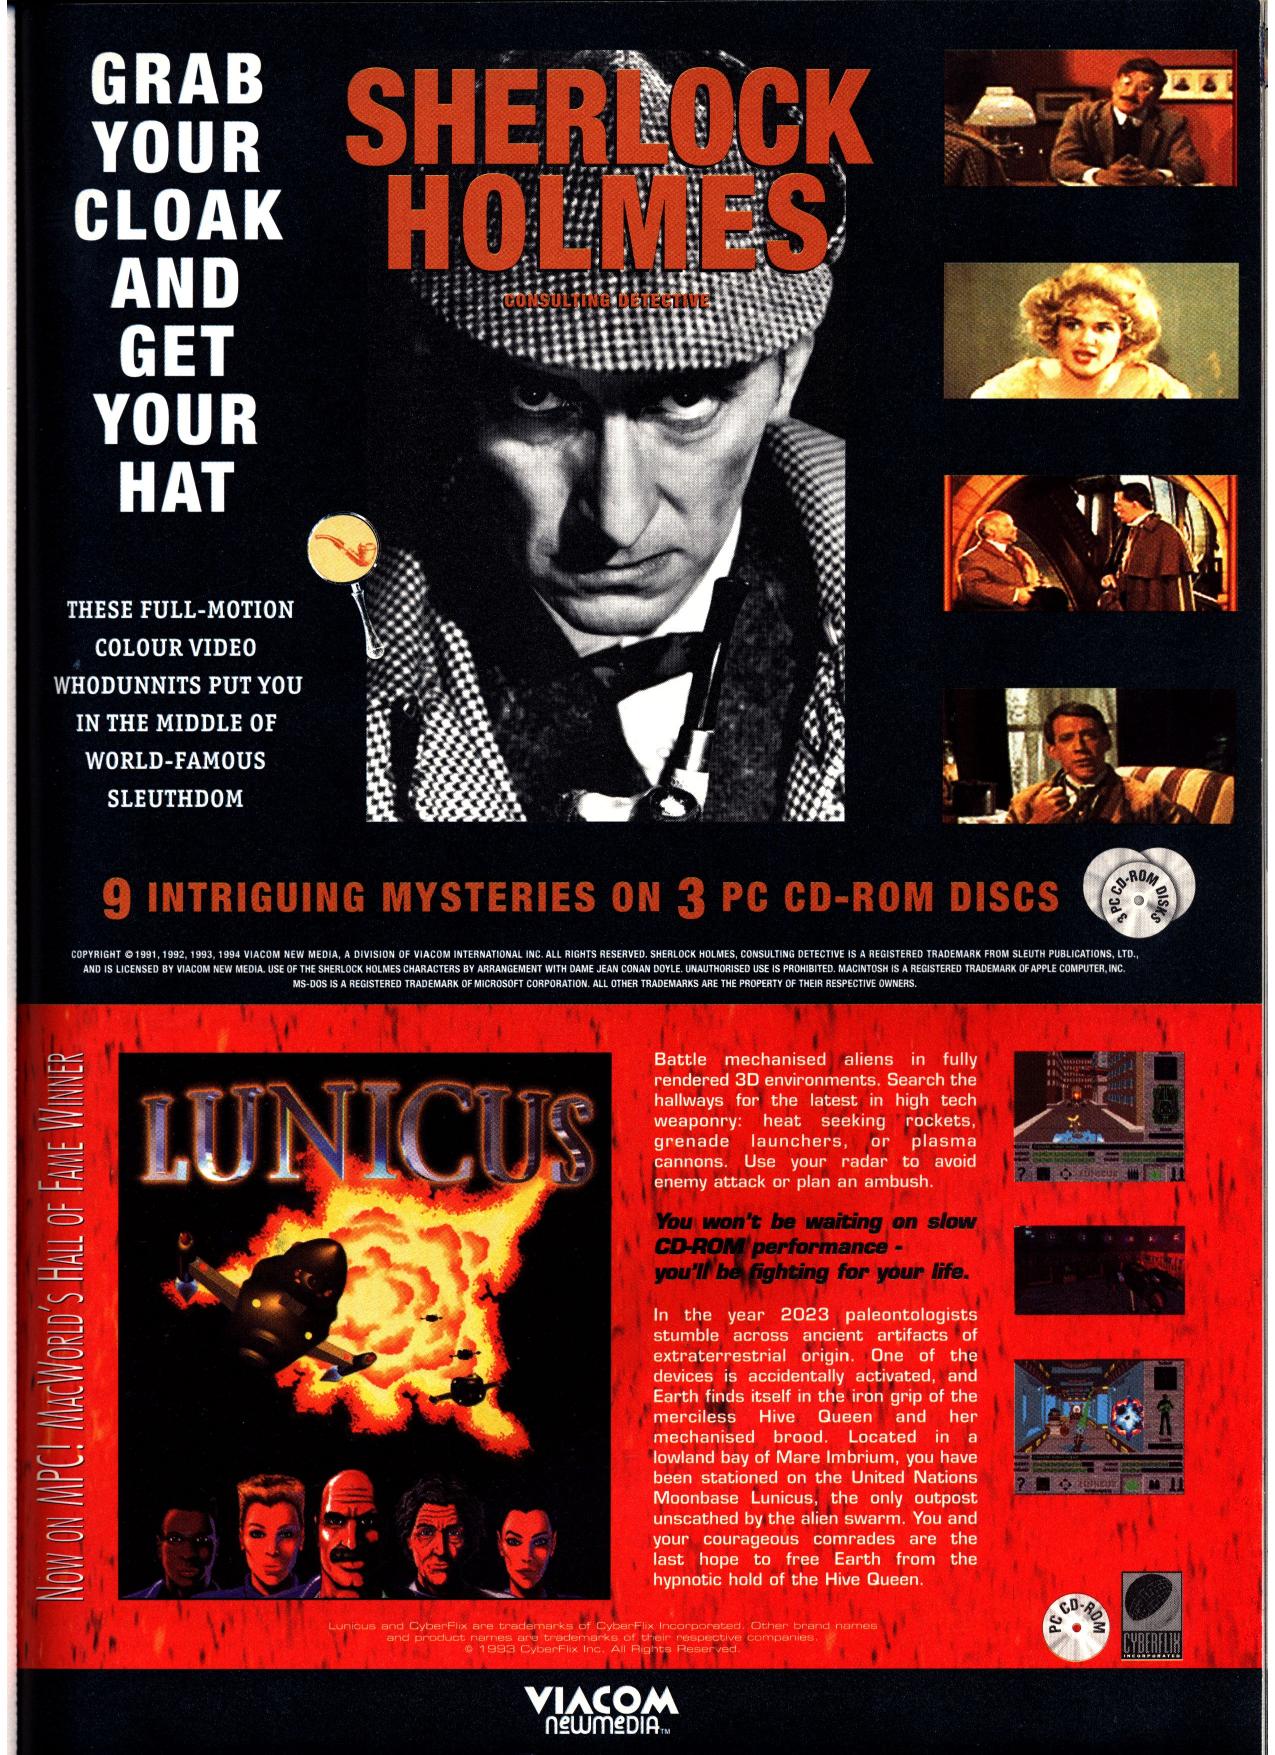 GRAB
YOUR
CLOAK
AND
GET
YOUR
HAT
THESE FULL-MOTION
COLOUR VIDEO
WHODUNNITS PUT YOU
IN THE MIDDLE OF
WORLD-FAMOUS
SLEUTHDOM
SHERLOCK
HOLMES
CONSULTING DETECTIVE
9 INTRIGUING MYSTERIES ON 3 PC CD-ROM DISCS
3 PC CD-ROM DISKS
COPYRIGHT © 1991, 1992, 1993, 1994 VIACOM NEW MEDIA, A DIVISION OF VIACOM INTERNATIONAL INC. ALL RIGHTS RESERVED. SHERLOCK HOLMES, CONSULTING DETECTIVE IS A REGISTERED TRADEMARK FROM SLEUTH PUBLICATIONS, LTD.,
AND IS LICENSED BY VIACOM NEW MEDIA. USE OF THE SHERLOCK HOLMES CHARACTERS BY ARRANGEMENT WITH DAME JEAN CONAN DOYLE. UNAUTHORISED USE IS PROHIBITED. MACINTOSH IS A REGISTERED TRADEMARK OF APPLE COMPUTER, INC.
MS-DOS IS A REGISTERED TRADEMARK OF MICROSOFT CORPORATION. ALL OTHER TRADEMARKS ARE THE PROPERTY OF THEIR RESPECTIVE OWNERS.
NOW ON MPC! MACWORLD'S HALL OF FAME WINNER
LUNICUS
Battle mechanised aliens in fully
rendered 3D environments. Search the
hallways for the latest in high tech
weaponry: heat seeking rockets,
grenade launchers, or plasma
cannons. Use your radar to avoid
enemy attack or plan an ambush.
You won't be waiting on slow
CD-ROM performance -
you'll be fighting for your life.
In the year 2023 paleontologists
stumble across ancient artifacts of
extraterrestrial origin. One of the
devices is accidentally activated, and
Earth finds itself in the iron grip of the
merciless Hive Queen and her
mechanised brood. Located in a
lowland bay of Mare Imbrium, you have
been stationed on the United Nations
Moonbase Lunicus, the only outpost
unscathed by the alien swarm. You and
your courageous comrades are the
last hope to free Earth from the
hypnotic hold of the Hive Queen.
Lunicus and CyberFlix are trademarks of CyberFlix Incorporated. Other brand names
and product names are trademarks of their respective companies.
© 1993 CyberFlix Inc. All Rights Reserved.
PC CD-ROM
CYBERFLIX
INCORPORATED
VIACOM
NEWMEDIA™